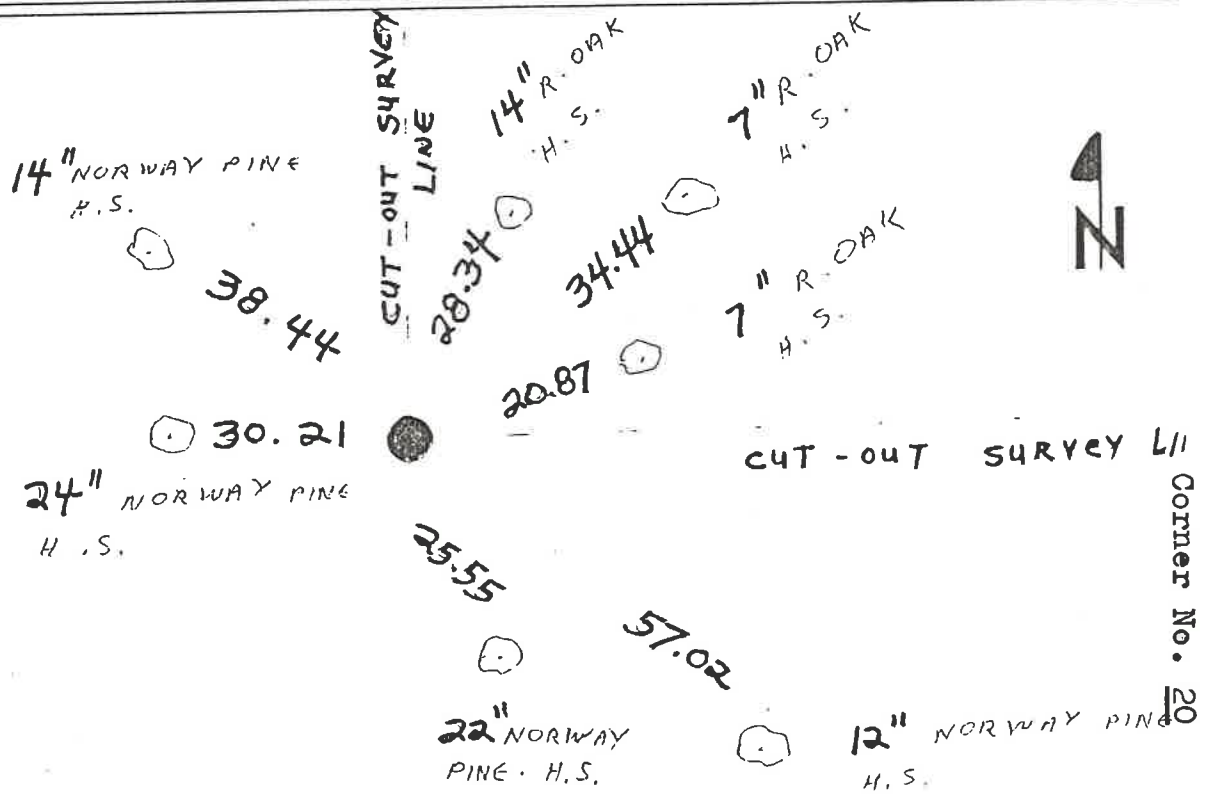 CUT-OUT SURVEY
LINE
14" R. OAK
H.S.
7" R. OAK
H.S.
14" NORWAY PINE
H.S.
N
38.44
28.34
34.44
7" R. OAK
H.S.
20.87
30.21
24" NORWAY PINE
H.S.
CUT-OUT SURVEY
25.55
57.02
22" NORWAY
PINE. H.S.
12" NORWAY PINE
H.S.
Corner No. 20